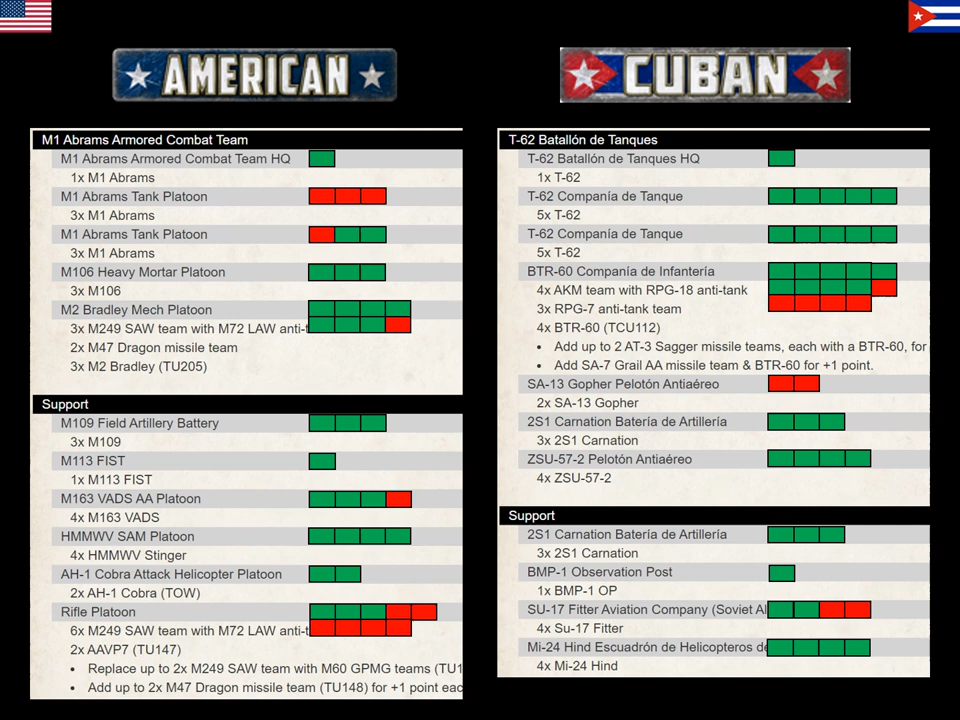 AMERICAN
M1 Abrams Armored Combat Team
M1 Abrams Armored Combat Team HQ
1x M1 Abrams
M1 Abrams Tank Platoon
3x M1 Abrams
M1 Abrams Tank Platoon
3x M1 Abrams
M106 Heavy Mortar Platoon
3x M106
M2 Bradley Mech Platoon
3x M249 SAW team with M72 LAW anti-t
2x M47 Dragon missile team
3x M2 Bradley (TU205)
Support
M109 Field Artillery Battery
3x M109
M113 FIST
1x M113 FIST
M163 VADS AA Platoon
4x M163 VADS
HMMWV SAM Platoon
4x HMMWV Stinger
AH-1 Cobra Attack Helicopter Platoon
2x AH-1 Cobra (TOW)
Rifle Platoon
6x M249 SAW team with M72 LAW anti-t
2x AAVP7 (TU147)
• Replace up to 2x M249 SAW team with M60 GPMG teams (TU1
• Add up to 2x M47 Dragon missile team (TU148) for +1 point eac
CUBAN
T-62 Batallón de Tanques
T-62 Batallón de Tanques HQ
1x T-62
T-62 Companía de Tanque
5x T-62
T-62 Companía de Tanque
5x T-62
BTR-60 Companía de Infantería
4x AKM team with RPG-18 anti-tank
3x RPG-7 anti-tank team
4x BTR-60 (TCU112)
• Add up to 2 AT-3 Sagger missile teams, each with a BTR-60, for
• Add SA-7 Grail AA missile team & BTR-60 for +1 point.
SA-13 Gopher Pelotón Antiaéreo
2x SA-13 Gopher
2S1 Carnation Batería de Artillería
3x 2S1 Carnation
ZSU-57-2 Pelotón Antiaéreo
4x ZSU-57-2
Support
2S1 Carnation Batería de Artillería
3x 2S1 Carnation
BMP-1 Observation Post
1x BMP-1 OP
SU-17 Fitter Aviation Company (Soviet Al
4x Su-17 Fitter
Mi-24 Hind Escuadrón de Helicopteros de
4x Mi-24 Hind